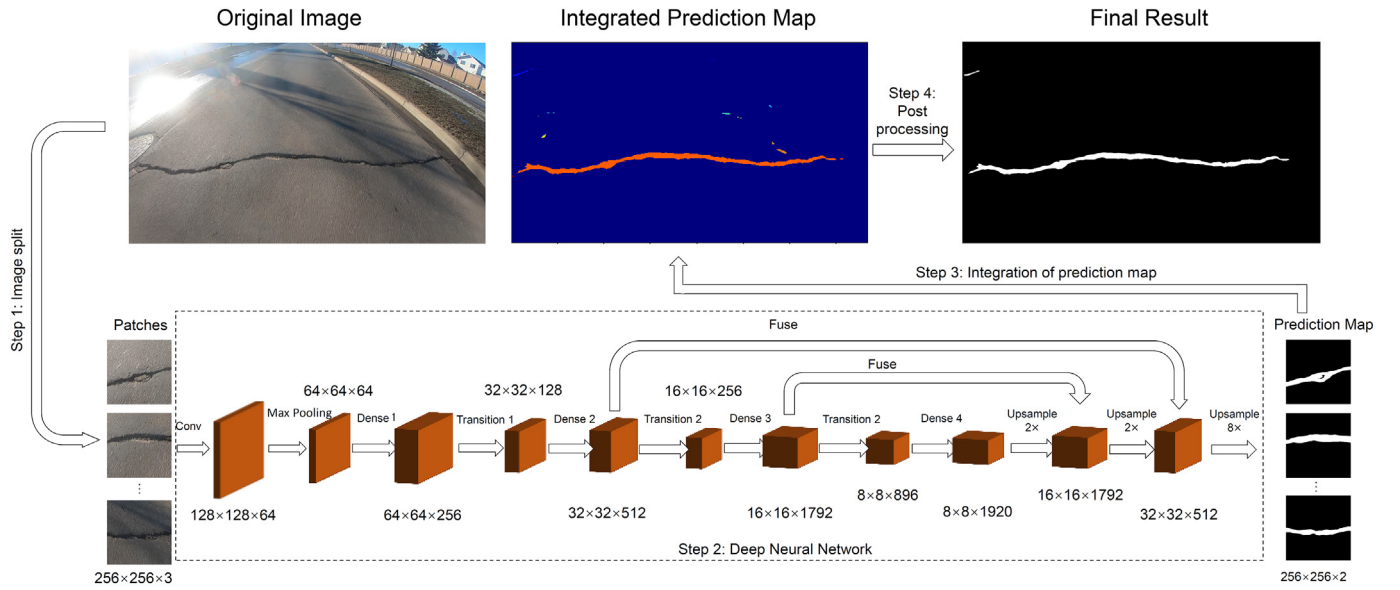 Original Image
Integrated Prediction Map
Final Result
Step 4:
Post
processing
Step 1: Image split
Step 3: Integration of prediction map
Patches
Fuse
Prediction Map
Fuse
64×64×64
32×32×128
16×16×256
Conv
Max Pooling
Dense 1
Transition 1
Dense 2
Transition 2
Dense 3
Transition 2
Dense 4
Upsample
2×
Upsample
2×
Upsample
8×
128×128×64
64×64×256
32×32×512
16×16×1792
8×8×896
8×8×1920
16×16×1792
32×32×512
Step 2: Deep Neural Network
256×256×3
256×256×2